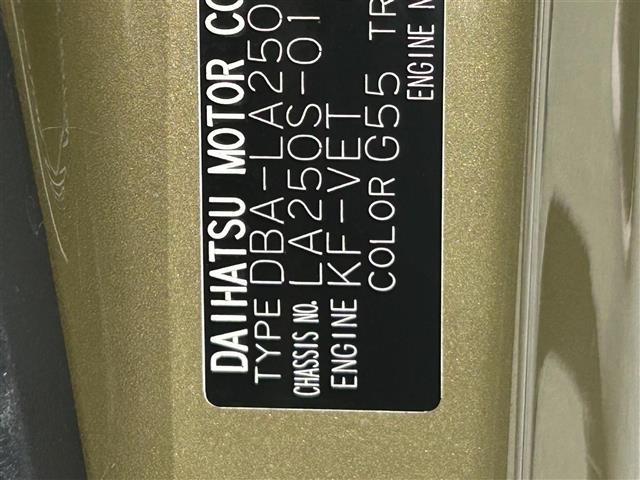 DAIHATSU MOTOR CO
TYPE DBA-LA250
CHASSIS NO. LA250S-01
ENGINE KF-VET
COLOR G55 TR
ENGINE N